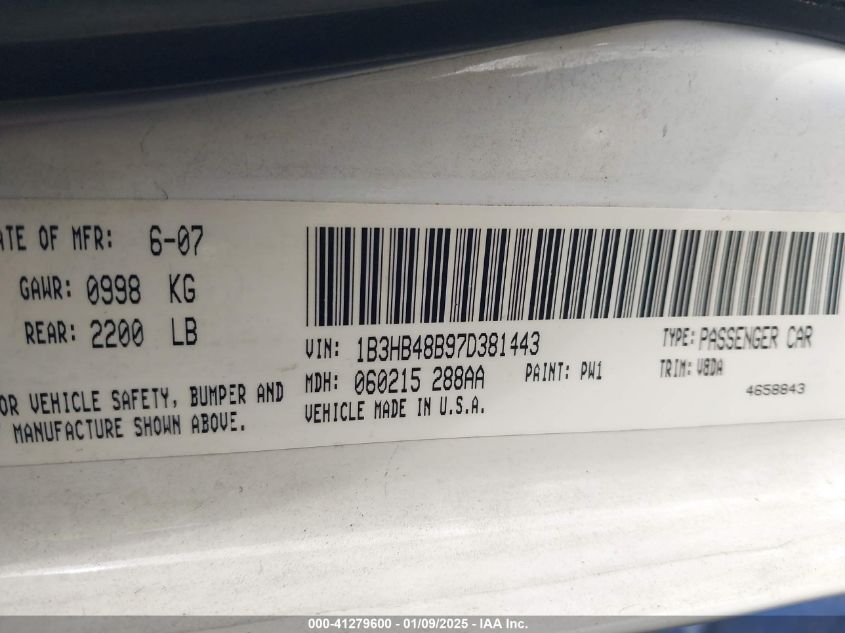 ATE OF MFR: 6-07
GAWR: 0998 KG
REAR: 2200 LB
OR VEHICLE SAFETY, BUMPER AND
MANUFACTURE SHOWN ABOVE.
VIN: 1B3HB48B97D381443
TYPE: PASSENGER CAR
MDH: 060215 288AA
PAINT: PW1
TRIM: V8DA
VEHICLE MADE IN U.S.A.
4658843
000-41279600 - 01/09/2025 - IAA Inc.